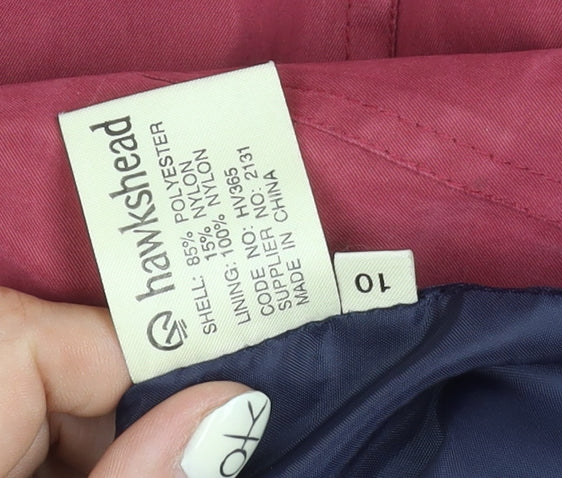 hawkshead
SHELL: 85% POLYESTER
15% NYLON
LINING: 100% NYLON
CODE NO: HV365
SUPPLIER NO: 2131
MADE IN CHINA
10
OK